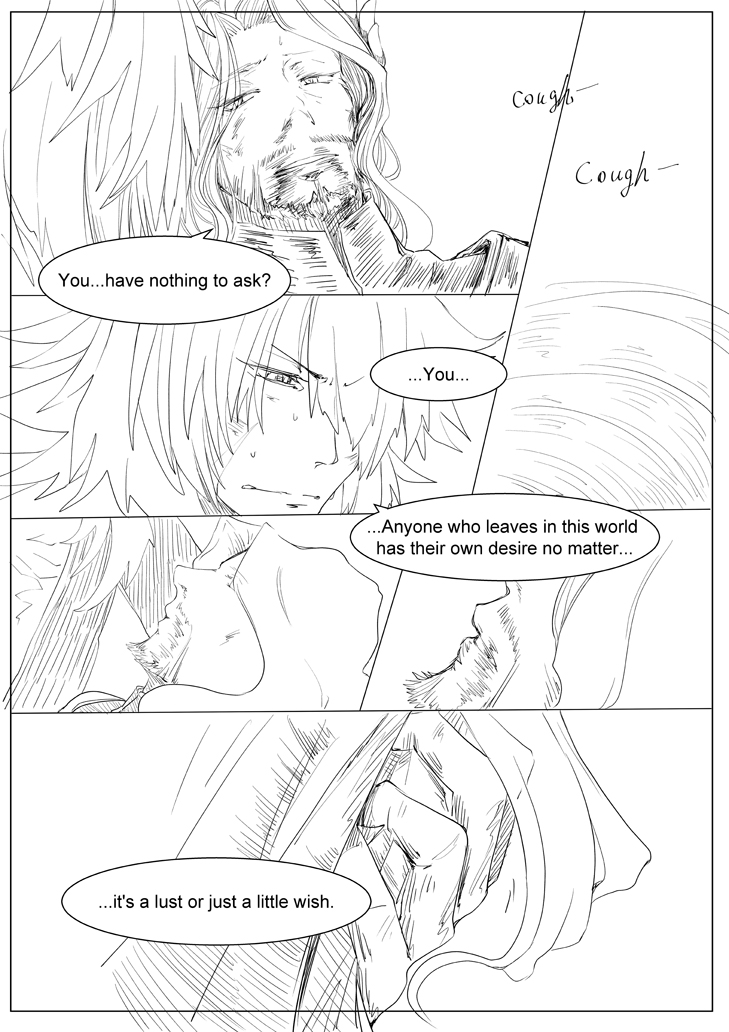 Cough-
Cough-
You...have nothing to ask?
...You...
...Anyone who leaves in this world
has their own desire no matter...
...it's a lust or just a little wish.